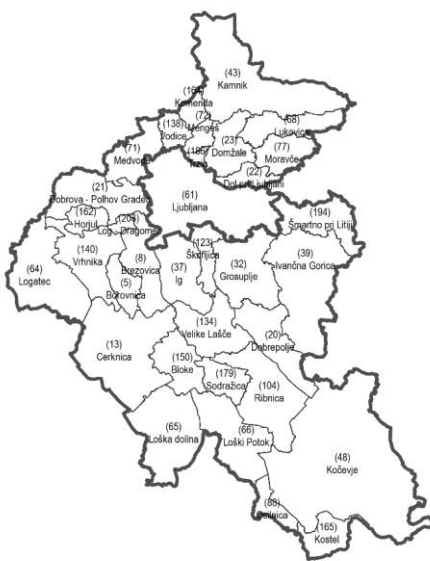 (43)
Kamnik
(164)
Komenda
(72)
Mengeš
(68)
Lukovica
(138)
Vodice
(23)
Domžale
(77)
Moravče
(186)
Trzin
(71)
Medvode
(22)
Dol pri Ljubljani
(21)
Dobrova - Polhov Gradec
(61)
Ljubljana
(194)
Šmartno pri Litiji
(162)
Horjul
(208)
Log - Dragomer
(123)
Škofljica
(39)
Ivančna Gorica
(140)
Vrhnika
(8)
Brezovica
(37)
Ig
(32)
Grosuplje
(64)
Logatec
(5)
Borovnica
(134)
Velike Lašče
(20)
Dobrepolje
(13)
Cerknica
(150)
Bloke
(179)
Sodražica
(104)
Ribnica
(65)
Loška dolina
(66)
Loški Potok
(48)
Kočevje
(88)
Osilnica
(165)
Kostel